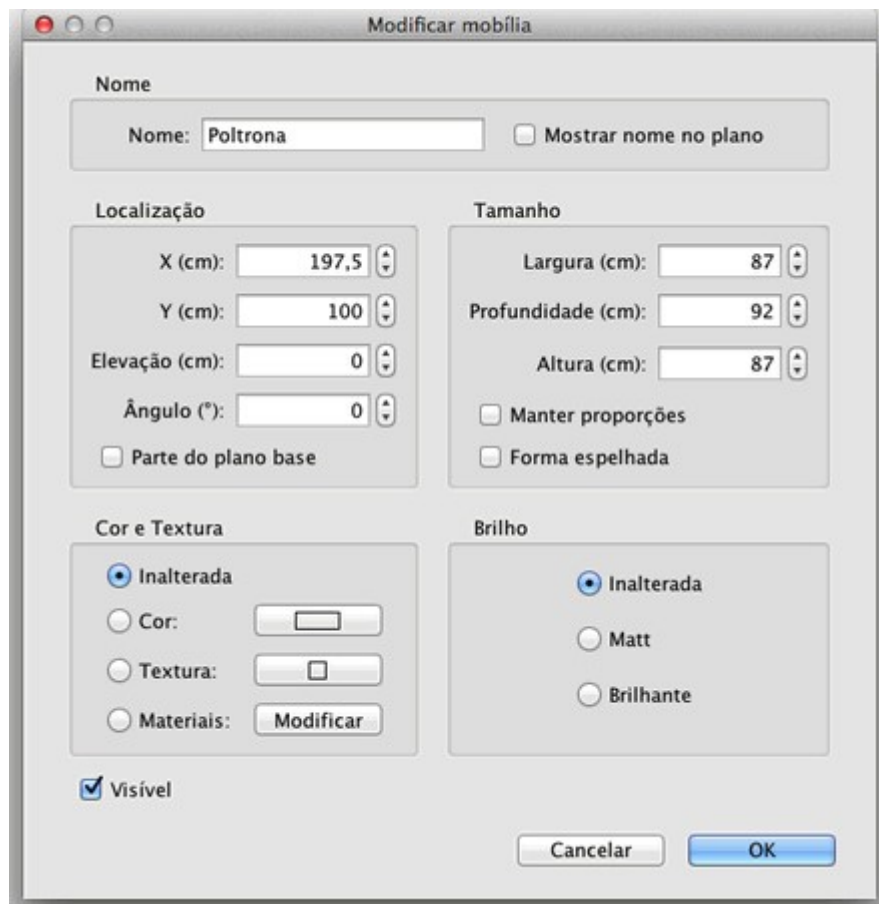 Modificar mobília
Nome
Nome: Poltrona
Mostrar nome no plano
Localização
X (cm): 197,5
Y (cm): 100
Elevação (cm): 0
Ângulo (°): 0
Parte do plano base
Tamanho
Largura (cm): 87
Profundidade (cm): 92
Altura (cm): 87
Manter proporções
Forma espelhada
Cor e Textura
Inalterada
Cor:
Textura:
Materiais: Modificar
Brilho
Inalterada
Matt
Brilhante
Visível
Cancelar
OK